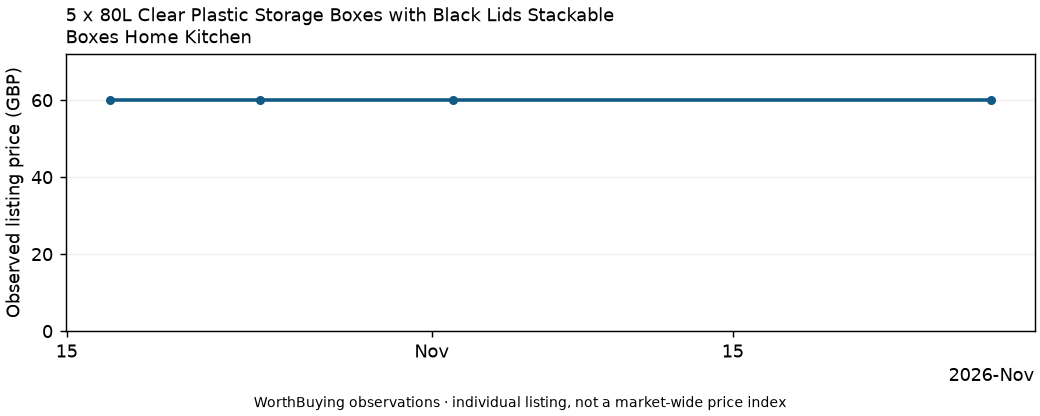 5 x 80L Clear Plastic Storage Boxes with Black Lids Stackable
Boxes Home Kitchen
Observed listing price (GBP)
60
40
20
0
15
Nov
15
2026-Nov
WorthBuying observations · individual listing, not a market-wide price index